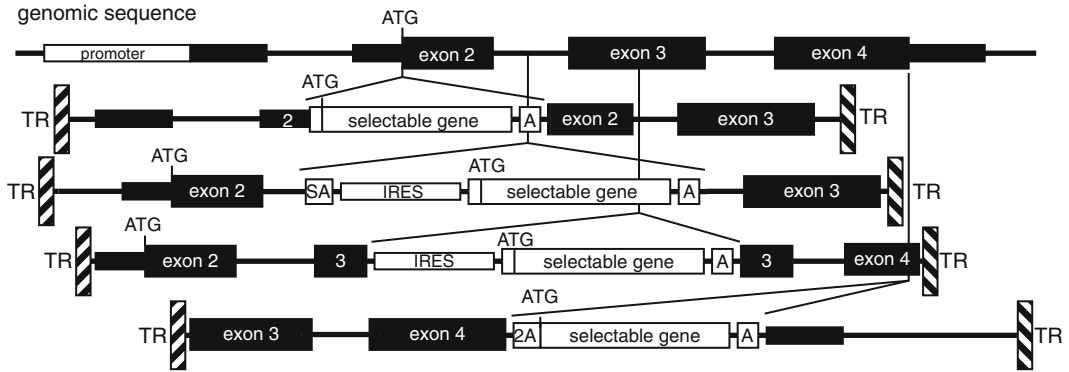 genomic sequence
ATG
promoter
exon 2
exon 3
exon 4
ATG
TR
2
selectable gene
A
exon 2
exon 3
TR
ATG
ATG
TR
exon 2
SA
IRES
selectable gene
A
exon 3
TR
ATG
ATG
TR
exon 2
3
IRES
selectable gene
A
3
exon 4
TR
ATG
TR
exon 3
exon 4
2A
selectable gene
A
TR